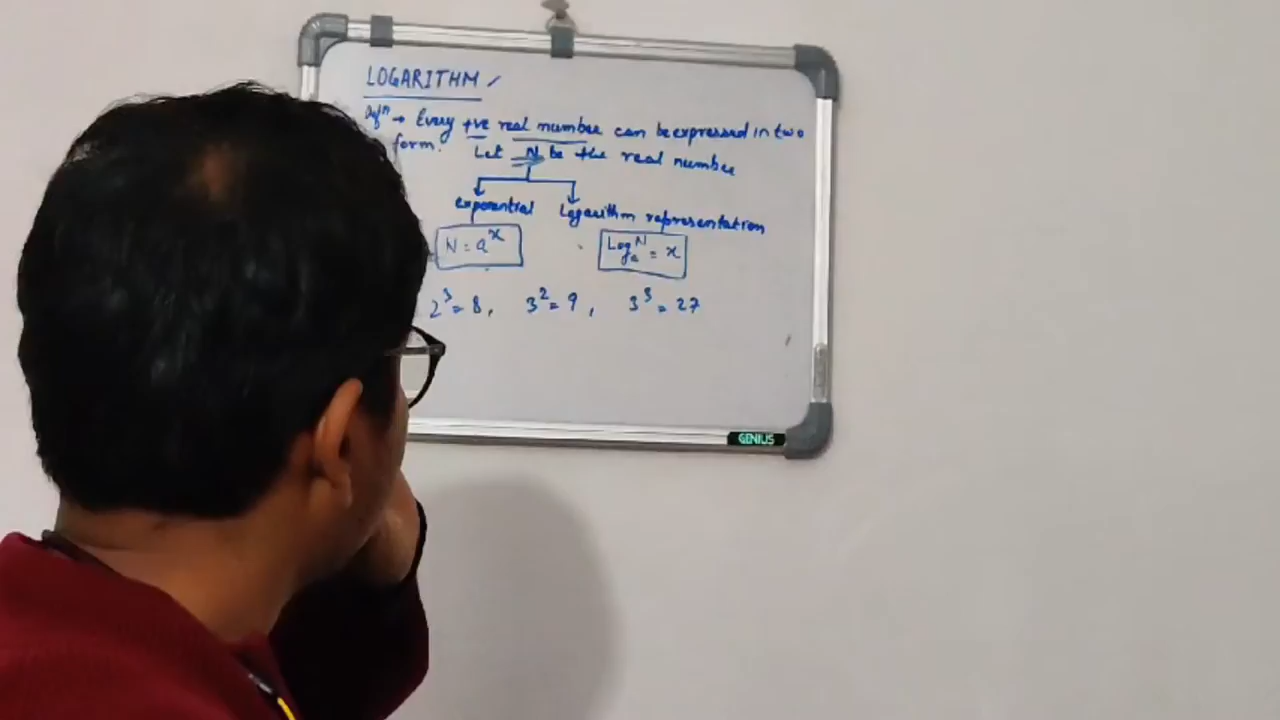 LOGARITHM
defⁿ → Every +ve real number can be expressed in two
form. Let N be the real number
exponential Logarithm representation
N = a^x Log_a^N = x
2^3 = 8, 3^2 = 9, 3^3 = 27
GENIUS